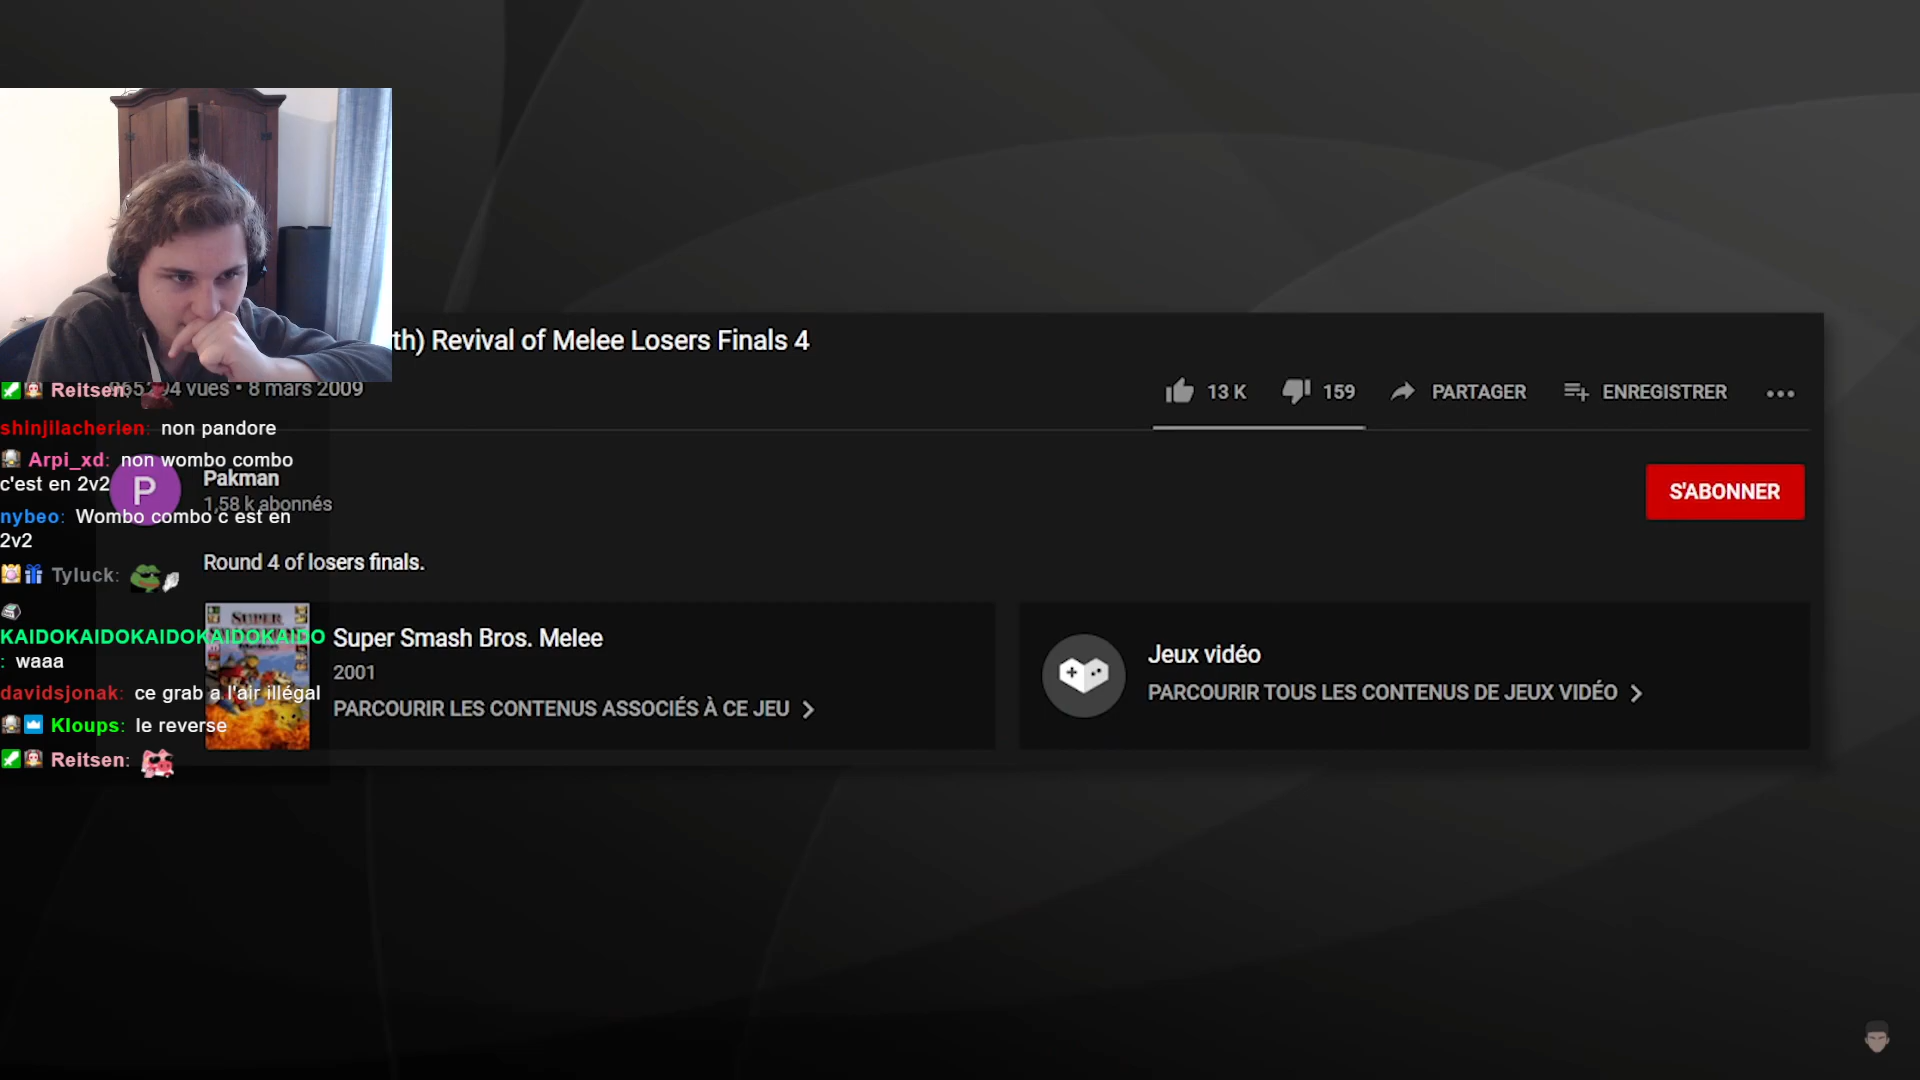 th) Revival of Melee Losers Finals 4
vues • 8 mars 2009
13 K
159
PARTAGER
ENREGISTRER
Reitsen:
shinjilacherien: non pandore
Arpi_xd: non wombo combo
c'est en 2v2
P
Pakman
1,58 k abonnés
S'ABONNER
nybeo: Wombo combo c est en
2v2
Round 4 of losers finals.
Tyluck:
KAIDOKAIDOKAIDOKAIDOKAIDO
: waaa
SUPER
Super Smash Bros. Melee
2001
PARCOURIR LES CONTENUS ASSOCIÉS À CE JEU
Jeux vidéo
PARCOURIR TOUS LES CONTENUS DE JEUX VIDÉO
davidsjonak: ce grab a l'air illégal
Kloups: le reverse
Reitsen: